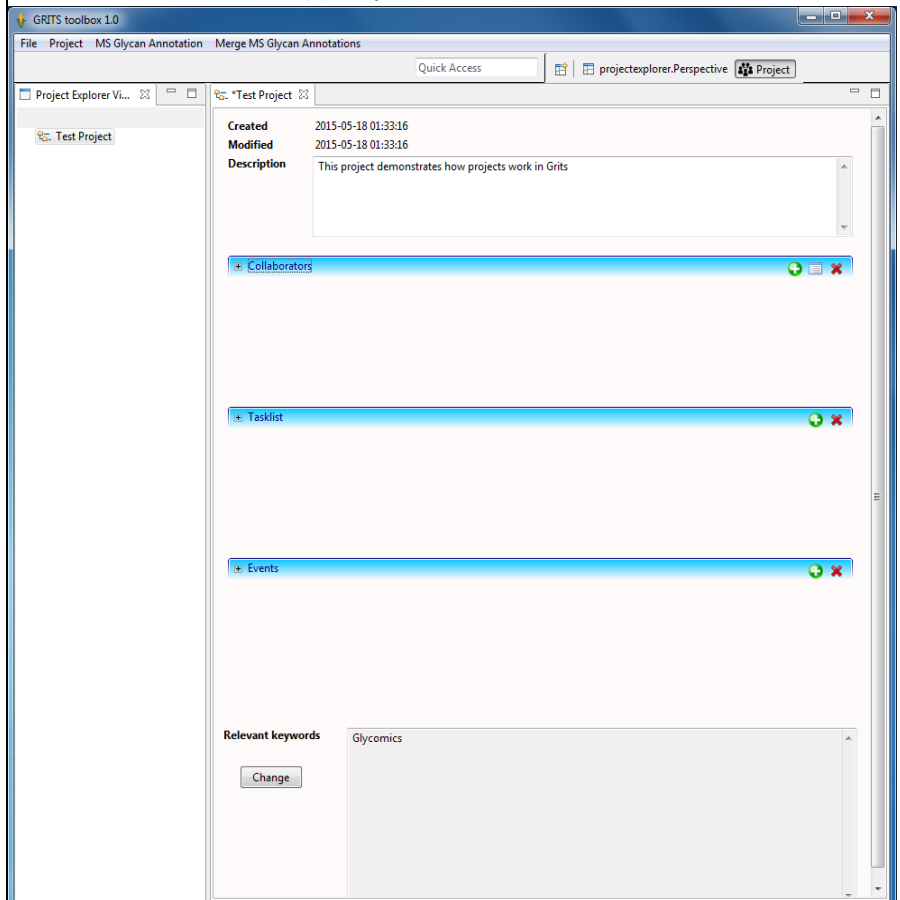 GRITS toolbox 1.0
File Project MS Glycan Annotation Merge MS Glycan Annotations
Quick Access projectexplorer.Perspective Project
Project Explorer Vi... *Test Project
Test Project
Created 2015-05-18 01:33:16
Modified 2015-05-18 01:33:16
Description This project demonstrates how projects work in Grits
Collaborators
Tasklist
Events
Relevant keywords Glycomics
Change